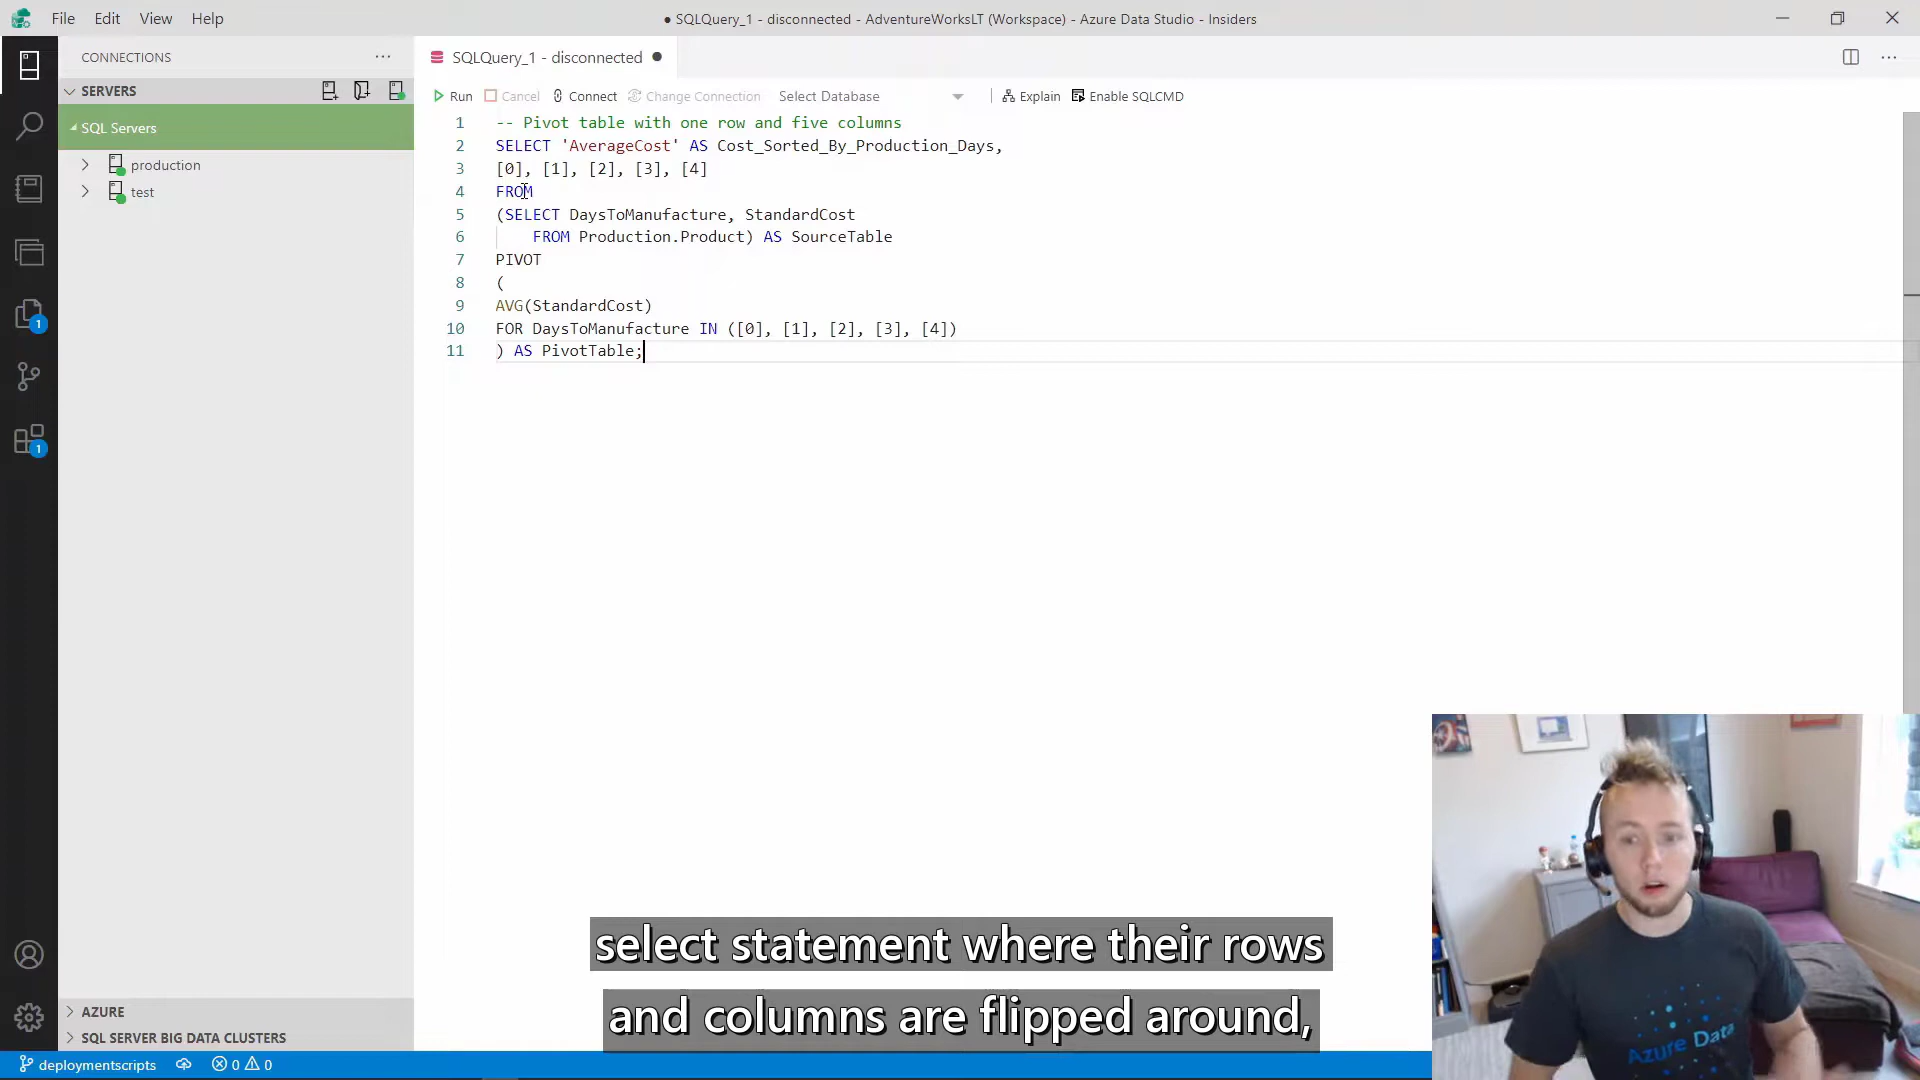 File Edit View Help
● SQLQuery_1 - disconnected - AdventureWorksLT (Workspace) - Azure Data Studio - Insiders
CONNECTIONS
SQLQuery_1 - disconnected ●
SERVERS
Run Cancel Connect Change Connection Select Database Explain Enable SQLCMD
SQL Servers
production
test
1 -- Pivot table with one row and five columns
2 SELECT 'AverageCost' AS Cost_Sorted_By_Production_Days,
3 [0], [1], [2], [3], [4]
4 FROM
5 (SELECT DaysToManufacture, StandardCost
6 FROM Production.Product) AS SourceTable
7 PIVOT
8 (
9 AVG(StandardCost)
10 FOR DaysToManufacture IN ([0], [1], [2], [3], [4])
11 ) AS PivotTable;
1
1
select statement where their rows
and columns are flipped around,
Azure Data
AZURE
SQL SERVER BIG DATA CLUSTERS
deploymentscripts 0 0